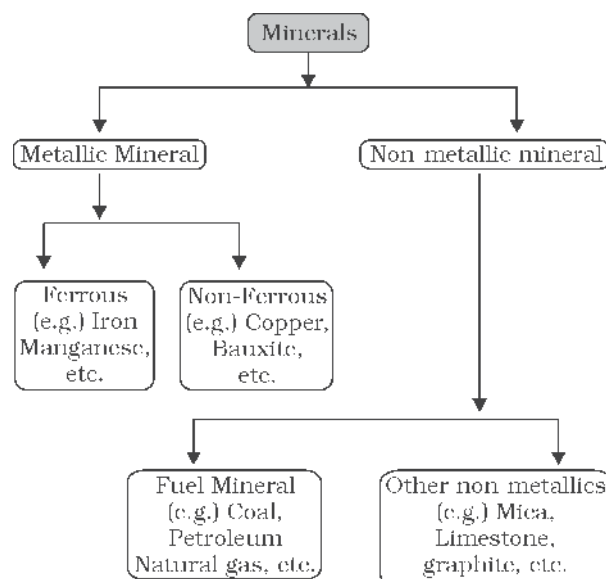 Minerals
Metallic Mineral
Non metallic mineral
Ferrous
(e.g.) Iron
Manganese,
etc.
Non-Ferrous
(e.g.) Copper,
Bauxite,
etc.
Fuel Mineral
(e.g.) Coal,
Petroleum
Natural gas, etc.
Other non metallics
(e.g.) Mica,
Limestone,
graphite, etc.